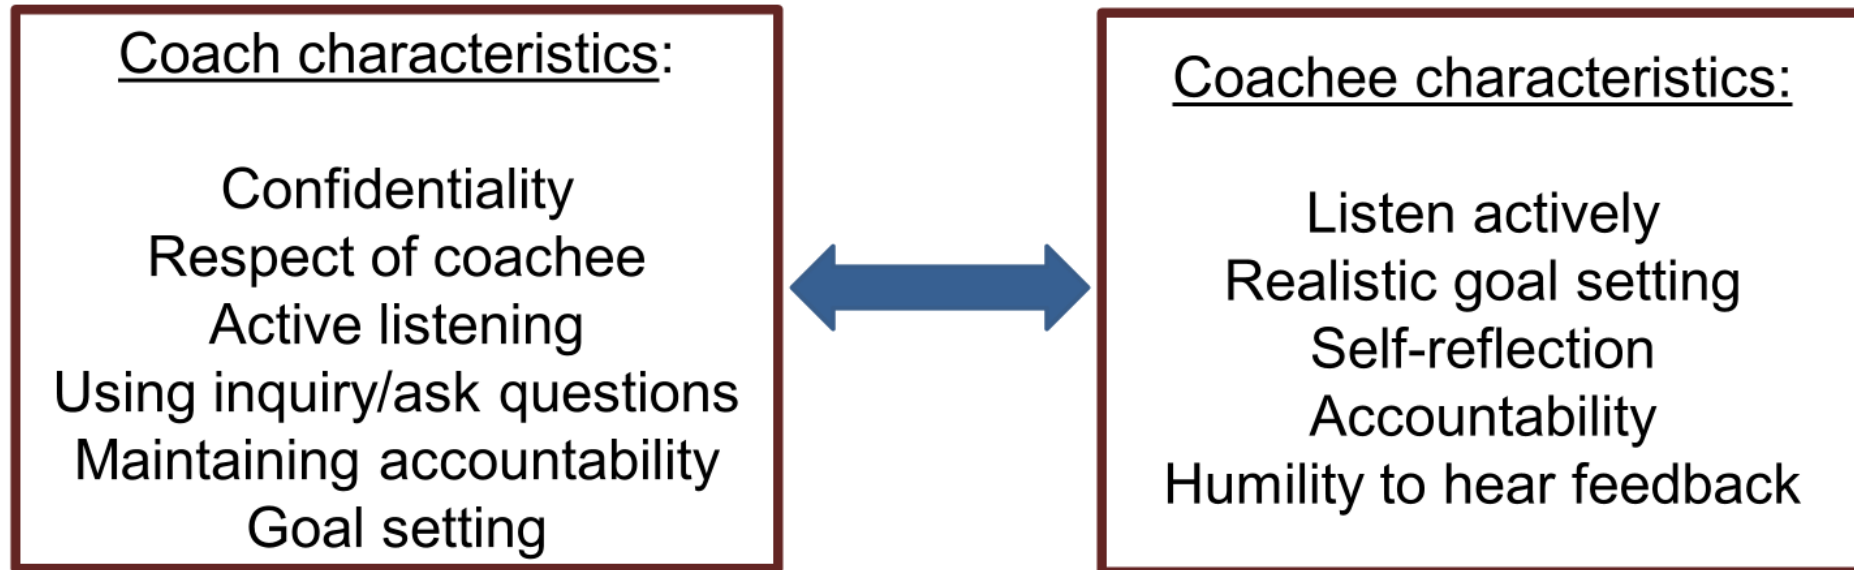 Coach characteristics:
Confidentiality
Respect of coachee
Active listening
Using inquiry/ask questions
Maintaining accountability
Goal setting
Coachee characteristics:
Listen actively
Realistic goal setting
Self-reflection
Accountability
Humility to hear feedback